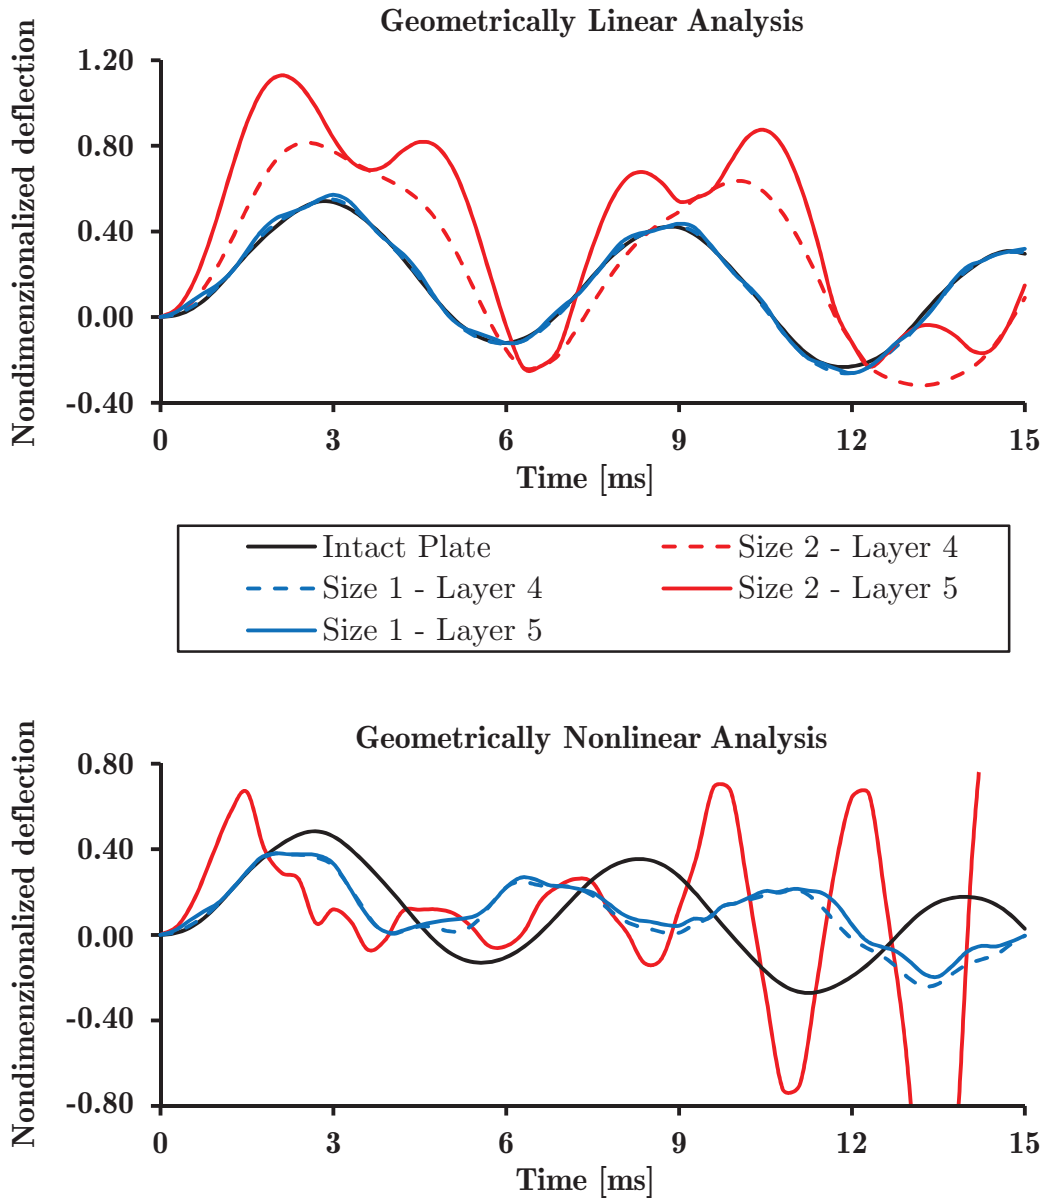 Geometrically Linear Analysis
Nondimenzionalized deflection
1.20
0.80
0.40
0.00
-0.40
0 3 6 9 12 15
Time [ms]
Intact Plate
Size 2 - Layer 4
Size 1 - Layer 4
Size 2 - Layer 5
Size 1 - Layer 5
Geometrically Nonlinear Analysis
Nondimenzionalized deflection
0.80
0.40
0.00
-0.40
-0.80
0 3 6 9 12 15
Time [ms]